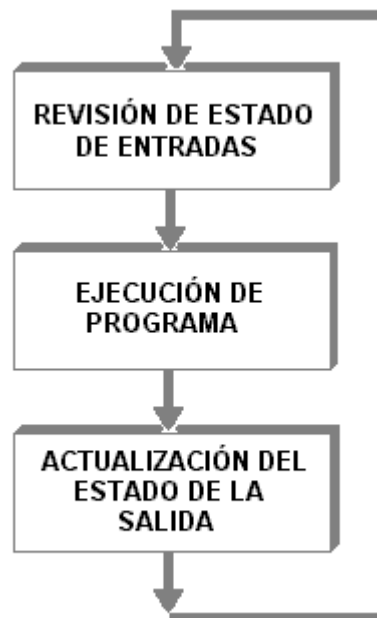 REVISIÓN DE ESTADO
DE ENTRADAS
EJECUCIÓN DE
PROGRAMA
ACTUALIZACIÓN DEL
ESTADO DE LA
SALIDA